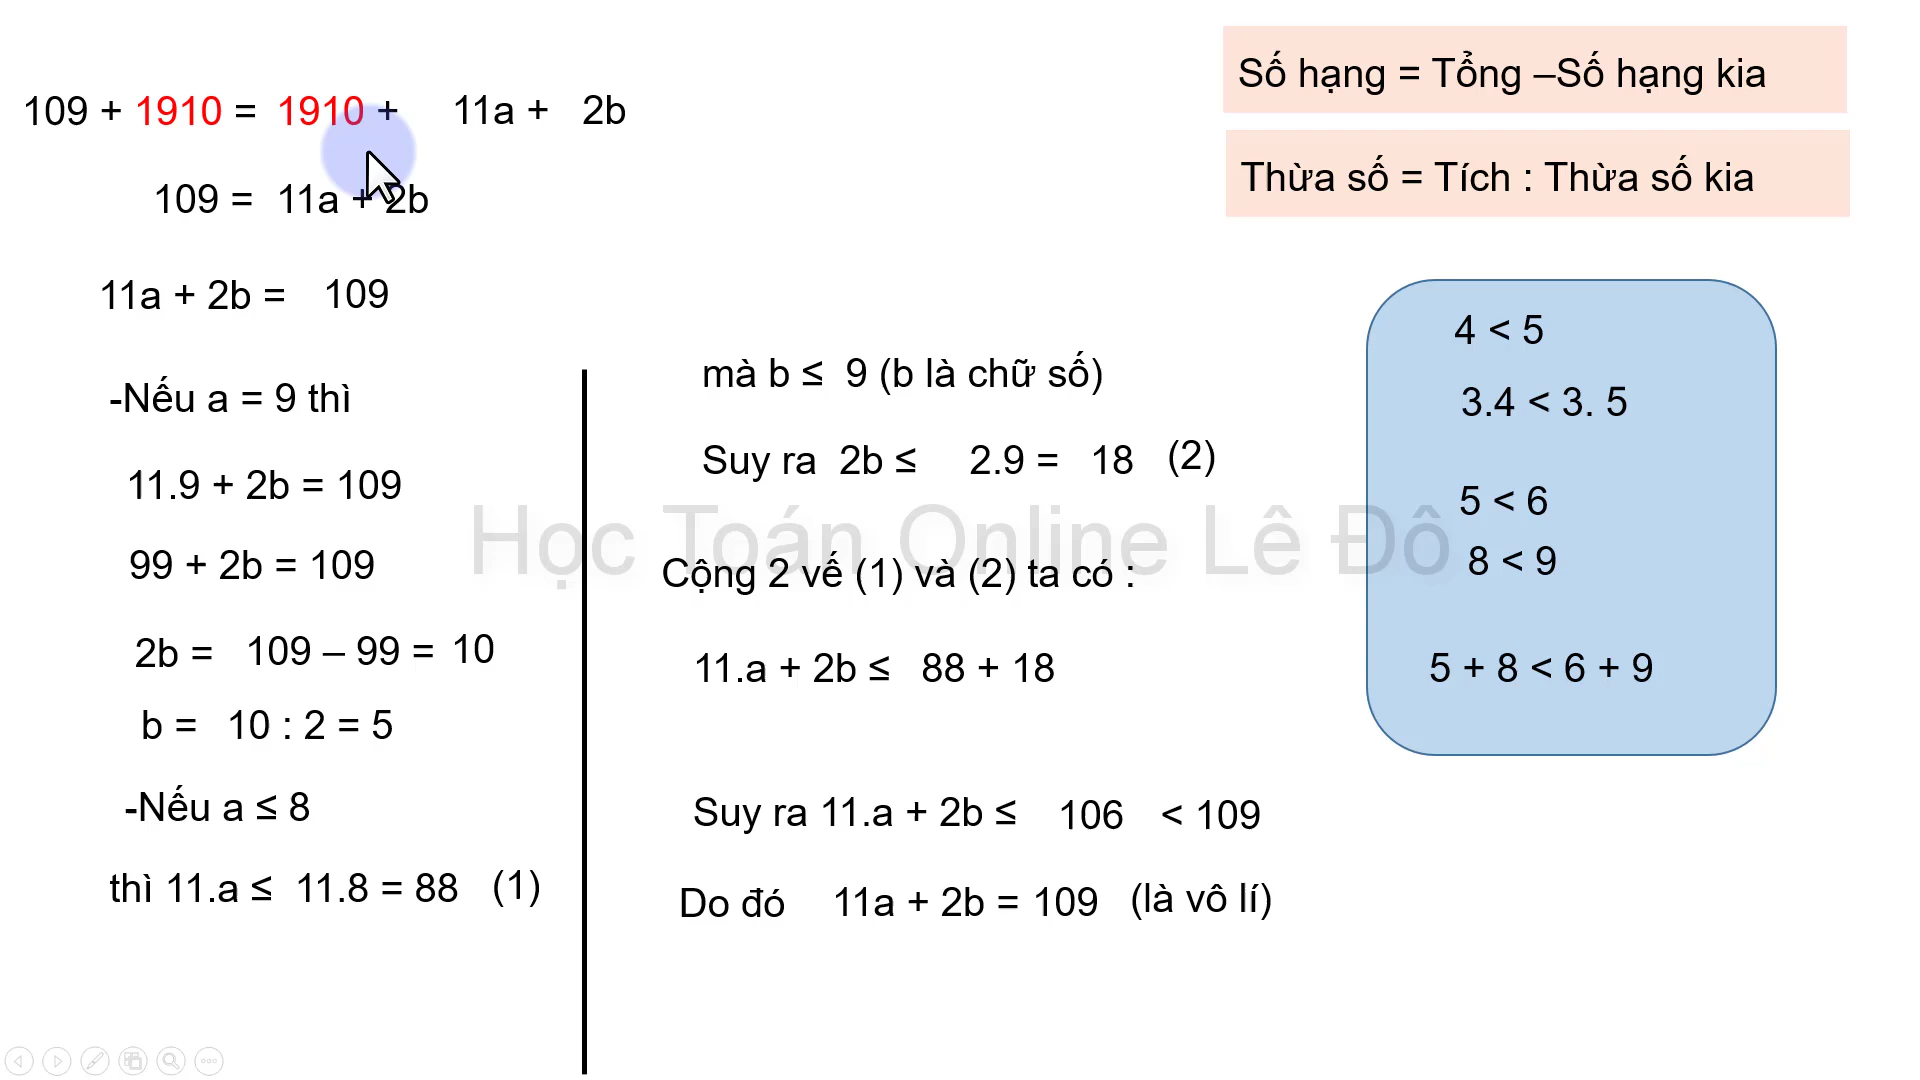 109 + 1910 = 1910 + 11a + 2b
109 = 11a + 2b
11a + 2b = 109
-Nếu a = 9 thì
11.9 + 2b = 109
99 + 2b = 109
2b = 109 – 99 = 10
b = 10 : 2 = 5
-Nếu a ≤ 8
thì 11.a ≤ 11.8 = 88 (1)
mà b ≤ 9 (b là chữ số)
Suy ra 2b ≤ 2.9 = 18 (2)
Học Toán Online Lê Đô
Cộng 2 vế (1) và (2) ta có :
11.a + 2b ≤ 88 + 18
Suy ra 11.a + 2b ≤ 106 < 109
Do đó 11a + 2b = 109 (là vô lí)
Số hạng = Tổng –Số hạng kia
Thừa số = Tích : Thừa số kia
4 < 5
3.4 < 3. 5
5 < 6
8 < 9
5 + 8 < 6 + 9